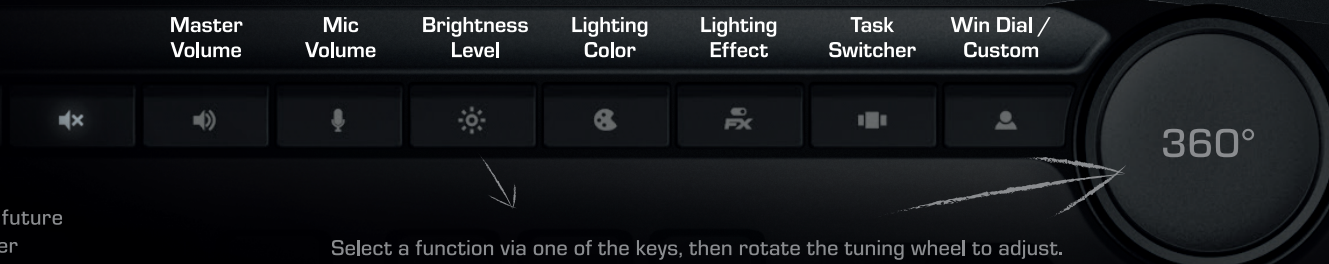 Master
Volume
Mic
Volume
Brightness
Level
Lighting
Color
Lighting
Effect
Task
Switcher
Win Dial /
Custom
FX
360°
future
er
Select a function via one of the keys, then rotate the tuning wheel to adjust.